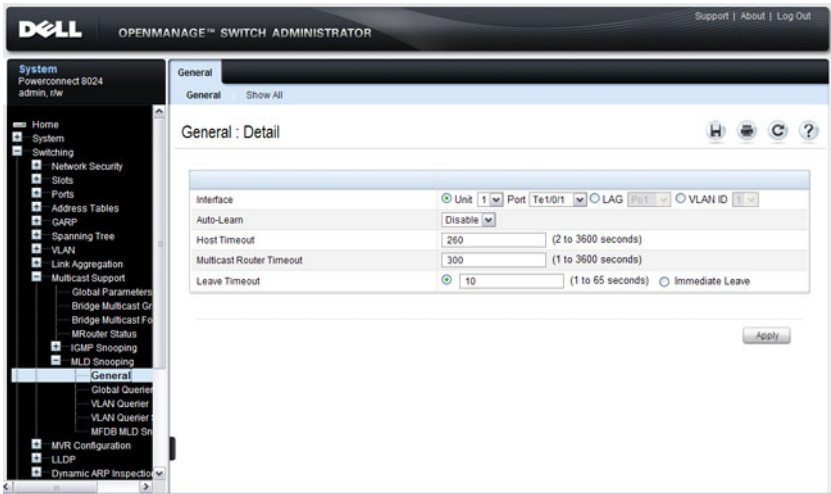 Support | About | Log Out
DELL OPENMANAGE™ SWITCH ADMINISTRATOR
System
Powerconnect 8024
admin, r/w
Home
System
Switching
Network Security
Slots
Ports
Address Tables
GARP
Spanning Tree
VLAN
Link Aggregation
Multicast Support
Global Parameters
Bridge Multicast Gr
Bridge Multicast Fo
MRouter Status
IGMP Snooping
MLD Snooping
General
Global Querier
VLAN Querier
VLAN Querier S
MFDB MLD Sn
MVR Configuration
LLDP
Dynamic ARP Inspection
General
General Show All
General : Detail
Interface Unit 1 Port Te1/0/1 LAG Po1 VLAN ID 1
Auto-Learn Disable
Host Timeout 260 (2 to 3600 seconds)
Multicast Router Timeout 300 (1 to 3600 seconds)
Leave Timeout 10 (1 to 65 seconds) Immediate Leave
Apply